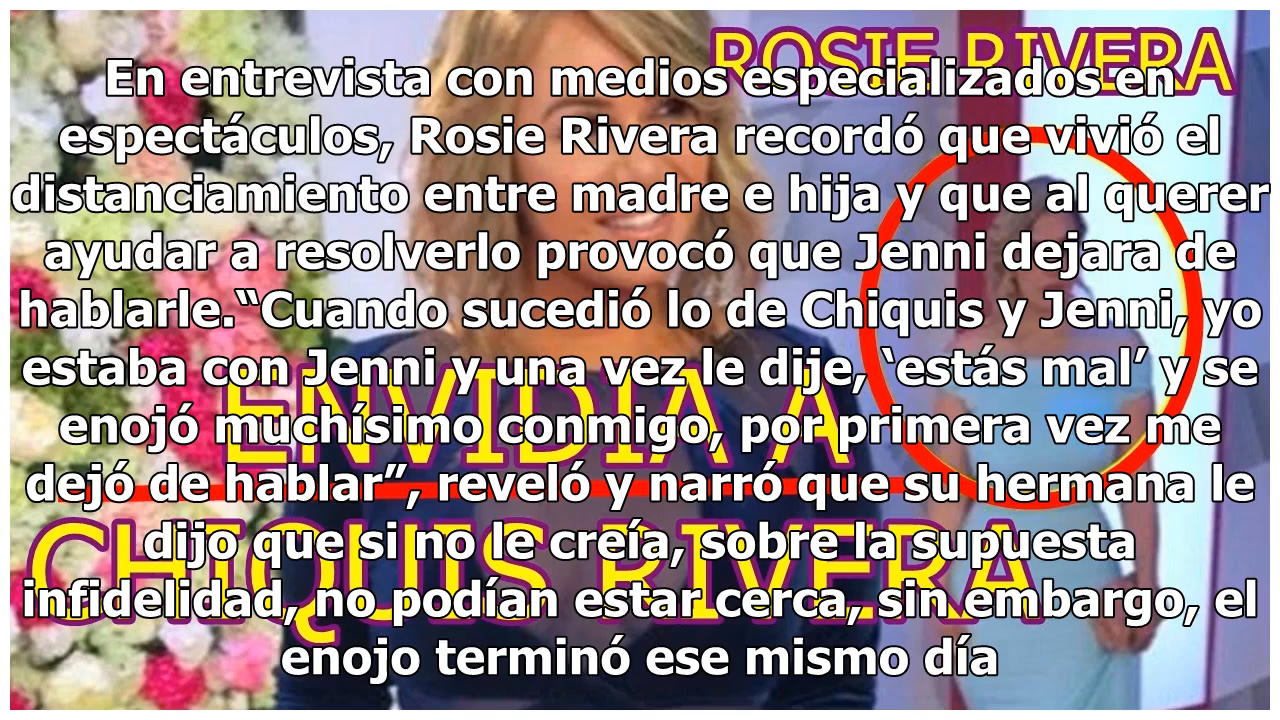 ROSIE RIVERA
En entrevista con medios especializados en
espectáculos, Rosie Rivera recordó que vivió el
distanciamiento entre madre e hija y que al querer
ayudar a resolverlo provocó que Jenni dejara de
hablarle.“Cuando sucedió lo de Chiquis y Jenni, yo
estaba con Jenni y una vez le dije, ‘estás mal’ y se
enojó muchísimo conmigo, por primera vez me
dejó de hablar”, reveló y narró que su hermana le
dijo que si no le creía, sobre la supuesta
infidelidad, no podían estar cerca, sin embargo, el
enojo terminó ese mismo día
ENVIDIA A
CHIQUIS RIVERA